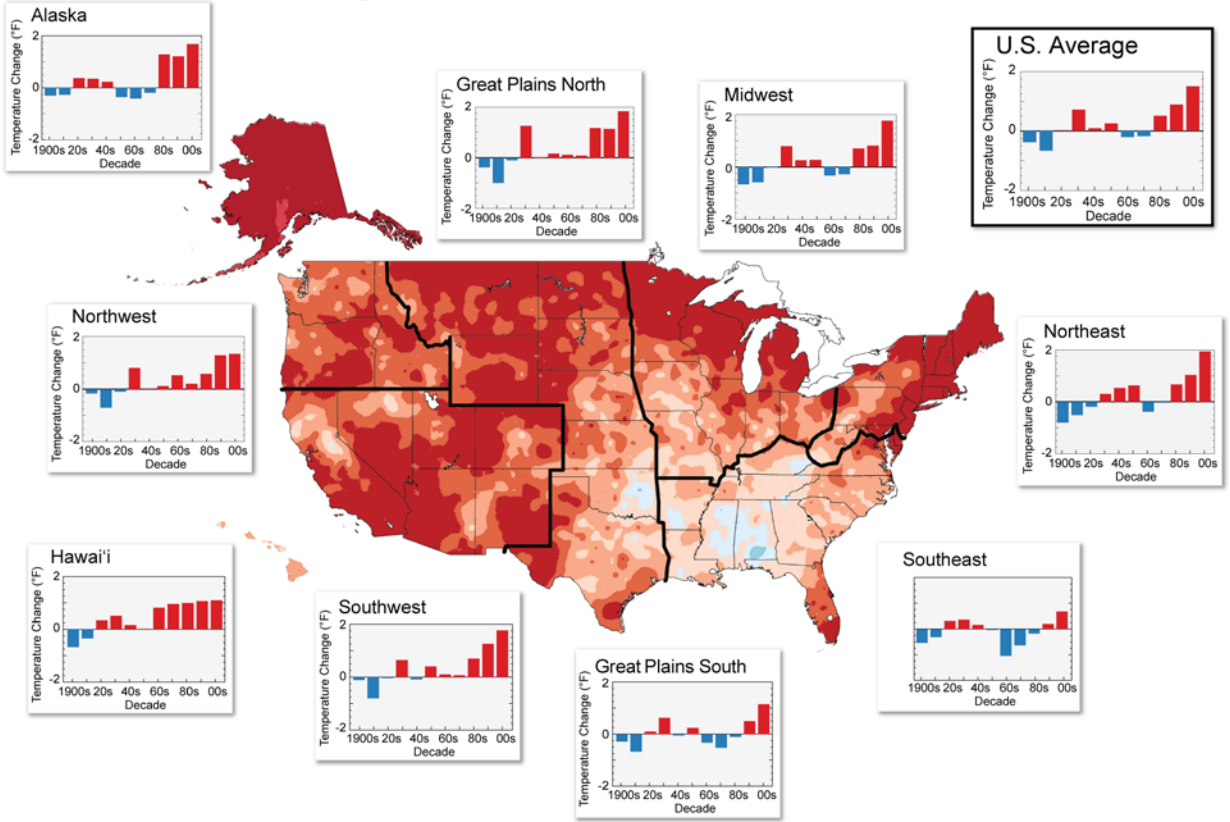 Alaska
Temperature Change (°F)
2
0
-2
1900s 20s 40s 60s 80s 00s
Decade
Great Plains North
Temperature Change (°F)
2
0
-2
1900s 20s 40s 60s 80s 00s
Decade
Midwest
Temperature Change (°F)
2
0
-2
1900s 20s 40s 60s 80s 00s
Decade
U.S. Average
Temperature Change (°F)
2
0
-2
1900s 20s 40s 60s 80s 00s
Decade
Northwest
Temperature Change (°F)
2
0
-2
1900s 20s 40s 60s 80s 00s
Decade
Northeast
Temperature Change (°F)
2
0
-2
1900s 20s 40s 60s 80s 00s
Decade
Hawai‘i
Temperature Change (°F)
2
0
-2
1900s 20s 40s 60s 80s 00s
Decade
Southwest
Temperature Change (°F)
2
0
-2
1900s 20s 40s 60s 80s 00s
Decade
Great Plains South
Temperature Change (°F)
2
0
-2
1900s 20s 40s 60s 80s 00s
Decade
Southeast
1900s 20s 40s 60s 80s 00s
Decade